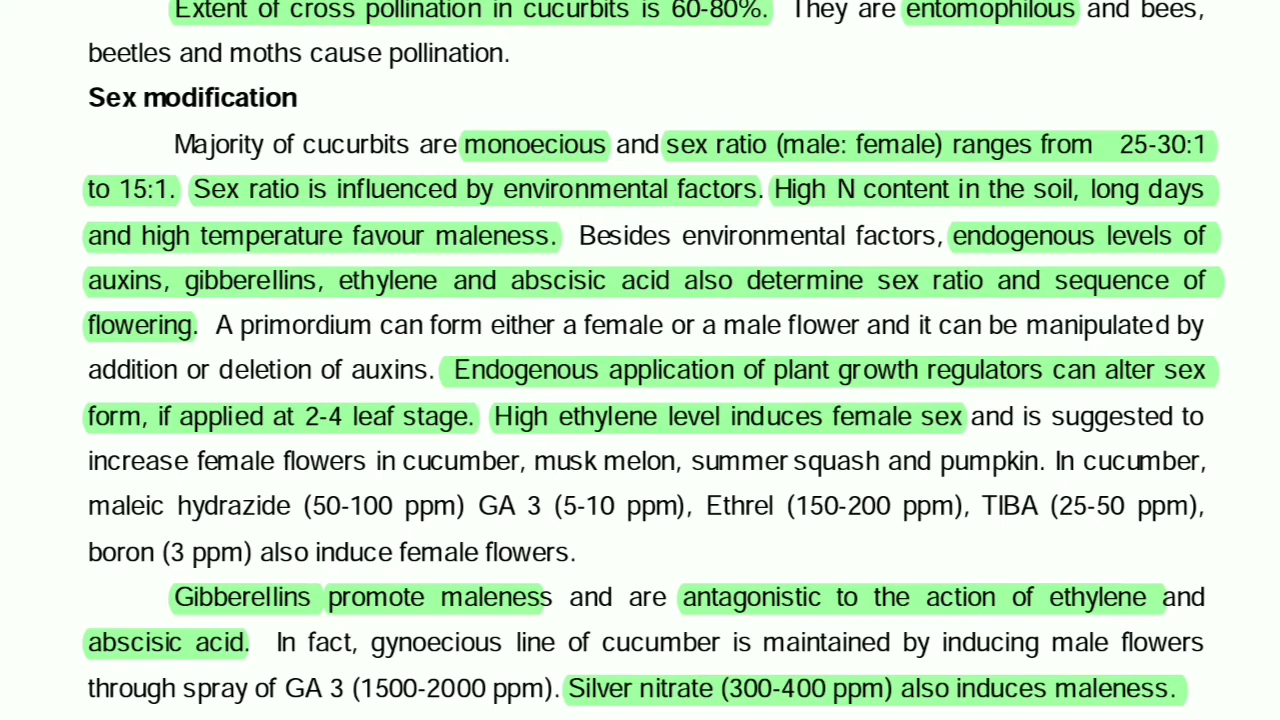 Extent of cross pollination in cucurbits is 60-80%. They are entomophilous and bees,
beetles and moths cause pollination.
Sex modification
Majority of cucurbits are monoecious and sex ratio (male: female) ranges from 25-30:1
to 15:1. Sex ratio is influenced by environmental factors. High N content in the soil, long days
and high temperature favour maleness. Besides environmental factors, endogenous levels of
auxins, gibberellins, ethylene and abscisic acid also determine sex ratio and sequence of
flowering. A primordium can form either a female or a male flower and it can be manipulated by
addition or deletion of auxins. Endogenous application of plant growth regulators can alter sex
form, if applied at 2-4 leaf stage. High ethylene level induces female sex and is suggested to
increase female flowers in cucumber, musk melon, summer squash and pumpkin. In cucumber,
maleic hydrazide (50-100 ppm) GA 3 (5-10 ppm), Ethrel (150-200 ppm), TIBA (25-50 ppm),
boron (3 ppm) also induce female flowers.
Gibberellins promote maleness and are antagonistic to the action of ethylene and
abscisic acid. In fact, gynoecious line of cucumber is maintained by inducing male flowers
through spray of GA 3 (1500-2000 ppm). Silver nitrate (300-400 ppm) also induces maleness.